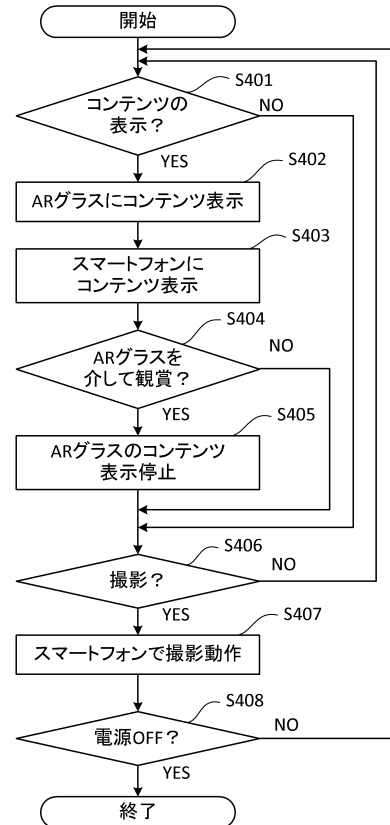 開始
S401
コンテンツの
表示？
NO
YES
S402
ARグラスにコンテンツ表示
S403
スマートフォンに
コンテンツ表示
S404
ARグラスを
介して観賞？
NO
YES
S405
ARグラスのコンテンツ
表示停止
S406
撮影？
NO
YES
S407
スマートフォンで撮影動作
S408
電源OFF？
NO
YES
終了